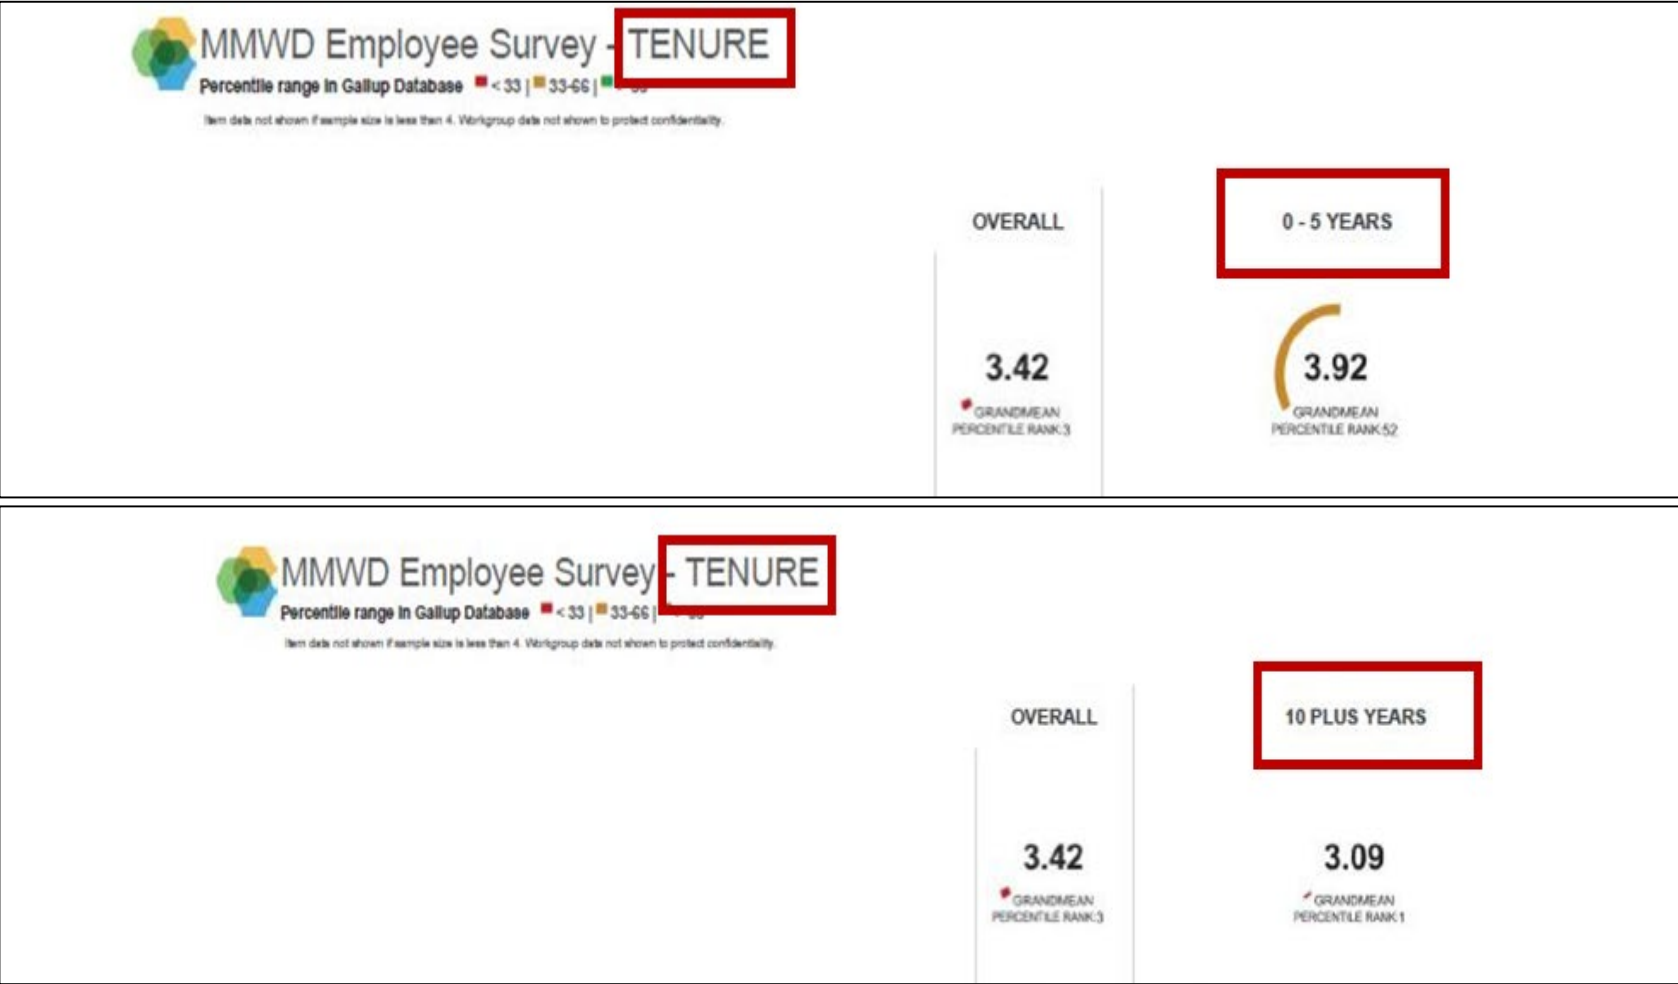 MMWD Employee Survey - TENURE
Percentile range in Gallup Database < 33 | 33-66 |
Item data not shown if sample size is less than 4. Workgroup data not shown to protect confidentiality.
OVERALL
0 - 5 YEARS
3.42
3.92
GRANDMEAN
PERCENTILE RANK:3
GRANDMEAN
PERCENTILE RANK:52
MMWD Employee Survey - TENURE
Percentile range in Gallup Database < 33 | 33-66 |
Item data not shown if sample size is less than 4. Workgroup data not shown to protect confidentiality.
OVERALL
10 PLUS YEARS
3.42
3.09
GRANDMEAN
PERCENTILE RANK:3
GRANDMEAN
PERCENTILE RANK:1